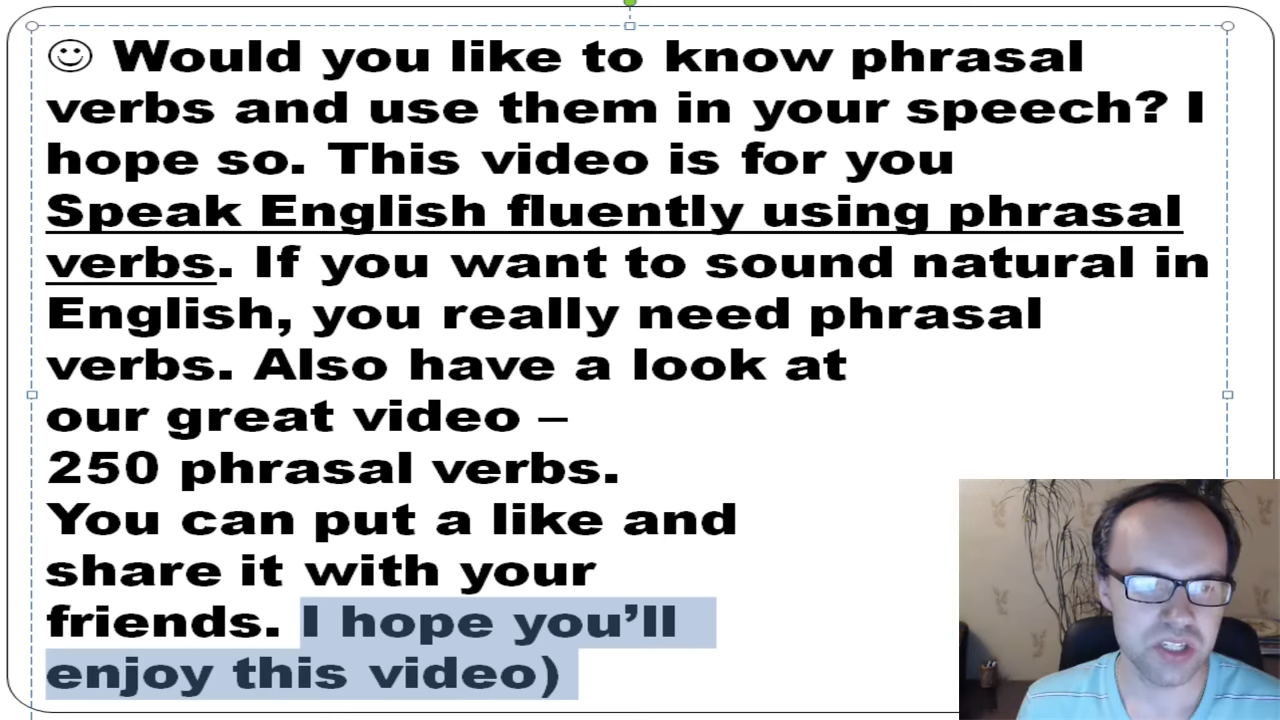 ☺ Would you like to know phrasal
verbs and use them in your speech? I
hope so. This video is for you
Speak English fluently using phrasal
verbs. If you want to sound natural in
English, you really need phrasal
verbs. Also have a look at
our great video –
250 phrasal verbs.
You can put a like and
share it with your
friends. I hope you’ll
enjoy this video)